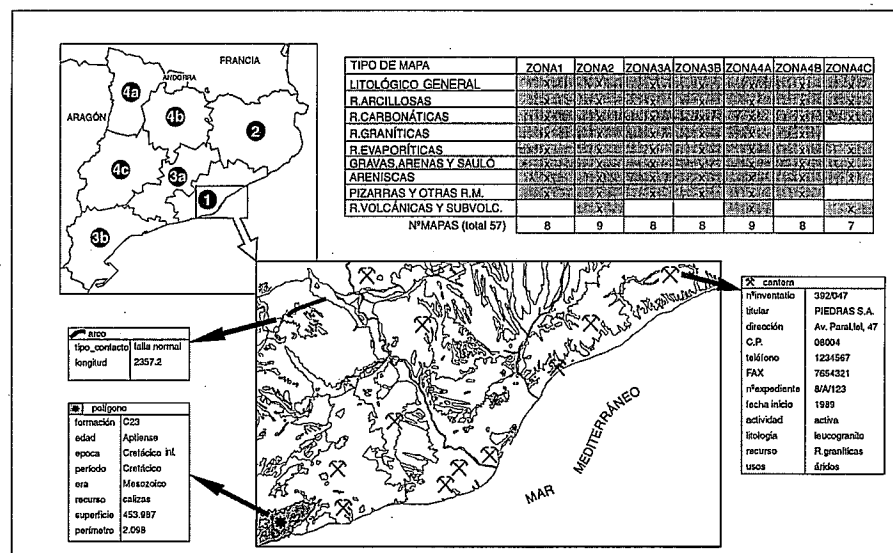 FRANCIA
ANDORRA
ARAGÓN
4a
4b
2
4c
3a
1
3b
TIPO DE MAPA ZONA1 ZONA2 ZONA3A ZONA3B ZONA4A ZONA4B ZONA4C
LITOLÓGICO GENERAL X X X X X X X
R.ARCILLOSAS X X X X X X X
R.CARBONÁTICAS X X X X X X X
R.GRANÍTICAS X X X X X X
R.EVAPORÍTICAS X X X X X X X
GRAVAS,ARENAS Y SAULÓ X X X X X X X
ARENISCAS X X X X X X X
PIZARRAS Y OTRAS R.M. X X X X X X
R.VOLCÁNICAS Y SUBVOLC. X X X
NºMAPAS (total 57) 8 9 8 8 9 8 7
arco
tipo_contacto falla normal
longitud 2357.2
polígono
formación C23
edad Aptiense
epoca Cretácico inf.
período Cretácico
era Mesozoico
recurso calizas
superficie 453.987
perímetro 2.098
MAR MEDITERRÁNEO
cantera
nºinventatio 392/047
titular PIEDRAS S.A.
dirección Av. Paral.lel, 47
C.P. 08004
teléfono 1234567
FAX 7654321
nºexpediente 8/A/123
fecha inicio 1989
actividad activa
litología leucogranito
recurso R.graníticas
usos áridos